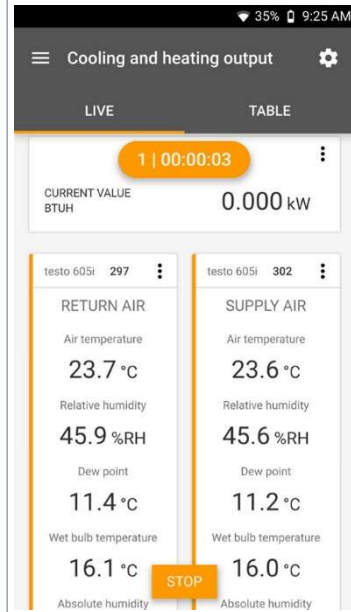 35% 9:25 AM
Cooling and heating output
LIVE TABLE
1 | 00:00:03
CURRENT VALUE
BTUH
0.000 kW
testo 605i 297
RETURN AIR
Air temperature
23.7 °C
Relative humidity
45.9 %RH
Dew point
11.4 °C
Wet bulb temperature
16.1 °C
Absolute humidity
testo 605i 302
SUPPLY AIR
Air temperature
23.6 °C
Relative humidity
45.6 %RH
Dew point
11.2 °C
Wet bulb temperature
16.0 °C
Absolute humidity
STOP